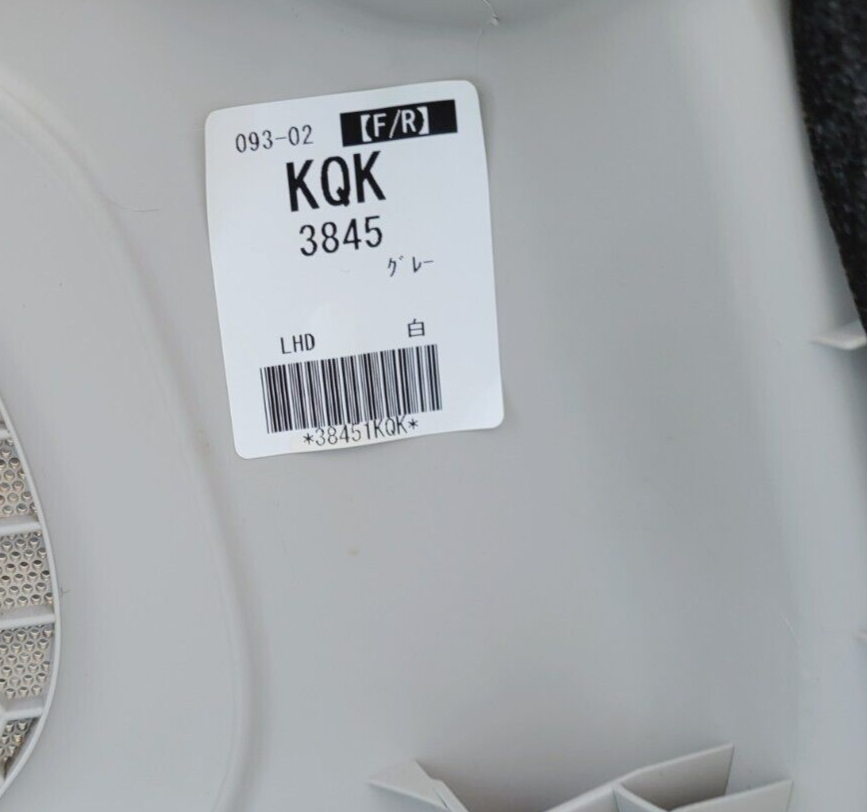 093-02 【F/R】
KQK
3845
ｸﾞﾚｰ
LHD 白
*38451KQK*